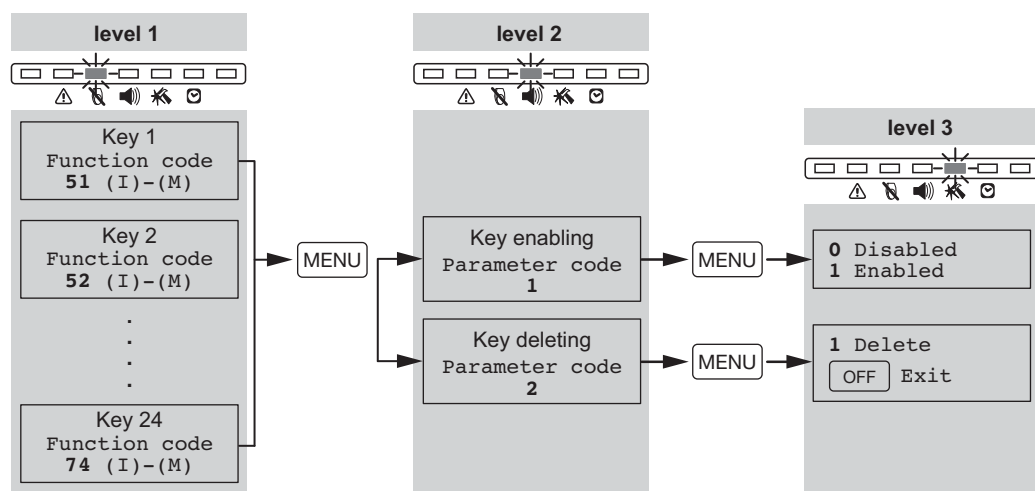 level 1
level 2
level 3
Key 1
Function code
51 (I)–(M)
Key 2
Function code
52 (I)–(M)
.
.
.
.
Key 24
Function code
74 (I)–(M)
MENU
Key enabling
Parameter code
1
Key deleting
Parameter code
2
MENU
MENU
0 Disabled
1 Enabled
1 Delete
OFF Exit